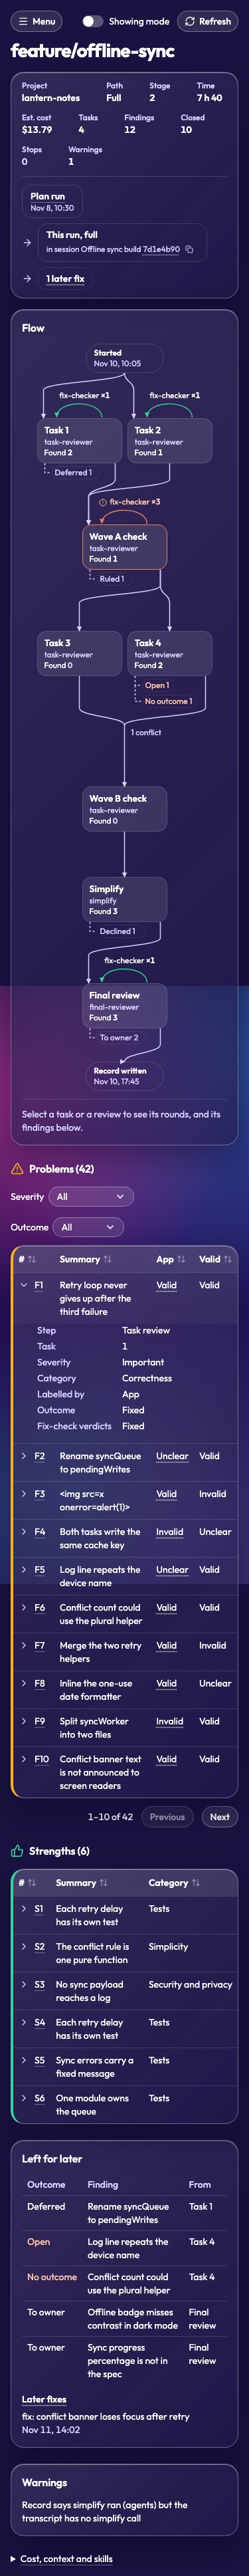 Menu
Showing mode
Refresh
feature/offline-sync
Project
Path
Stage
Time
lantern-notes
Full
2
7 h 40
Est. cost
Tasks
Findings
Closed
$13.79
4
12
10
Stops
Warnings
0
1
Plan run
Nov 8, 10:30
This run, full
in session Offline sync build 7d1e4b90
1 later fix
Flow
Started
Nov 10, 10:05
fix-checker ×1
fix-checker ×1
Task 1
task-reviewer
Found 2
Task 2
task-reviewer
Found 1
Deferred 1
fix-checker ×3
Wave A check
task-reviewer
Found 1
Ruled 1
Task 3
task-reviewer
Found 0
Task 4
task-reviewer
Found 2
Open 1
No outcome 1
1 conflict
Wave B check
task-reviewer
Found 0
Simplify
simplify
Found 3
Declined 1
fix-checker ×1
Final review
final-reviewer
Found 3
To owner 2
Record written
Nov 10, 17:45
Select a task or a review to see its rounds, and its
findings below.
Problems (42)
Severity All
Outcome All
# Summary App Valid
F1 Retry loop never Valid Valid
gives up after the
third failure
Step Task review
Task 1
Severity Important
Category Correctness
Labelled by App
Outcome Fixed
Fix-check verdicts Fixed
F2 Rename syncQueue Unclear Valid
to pendingWrites
F3 <img src=x Valid Invalid
onerror=alert(1)>
F4 Both tasks write the Invalid Unclear
same cache key
F5 Log line repeats the Unclear Valid
device name
F6 Conflict count could Valid Valid
use the plural helper
F7 Merge the two retry Valid Invalid
helpers
F8 Inline the one-use Valid Unclear
date formatter
F9 Split syncWorker Invalid Valid
into two files
F10 Conflict banner text Valid Valid
is not announced to
screen readers
1–10 of 42 Previous Next
Strengths (6)
# Summary Category
S1 Each retry delay Tests
has its own test
S2 The conflict rule is Simplicity
one pure function
S3 No sync payload Security and privacy
reaches a log
S4 Each retry delay Tests
has its own test
S5 Sync errors carry a Tests
fixed message
S6 One module owns Tests
the queue
Left for later
Outcome Finding From
Deferred Rename syncQueue Task 1
to pendingWrites
Open Log line repeats the Task 4
device name
No outcome Conflict count could Task 4
use the plural helper
To owner Offline badge misses Final
contrast in dark mode review
To owner Sync progress Final
percentage is not in review
the spec
Later fixes
fix: conflict banner loses focus after retry
Nov 11, 14:02
Warnings
Record says simplify ran (agents) but the
transcript has no simplify call
Cost, context and skills